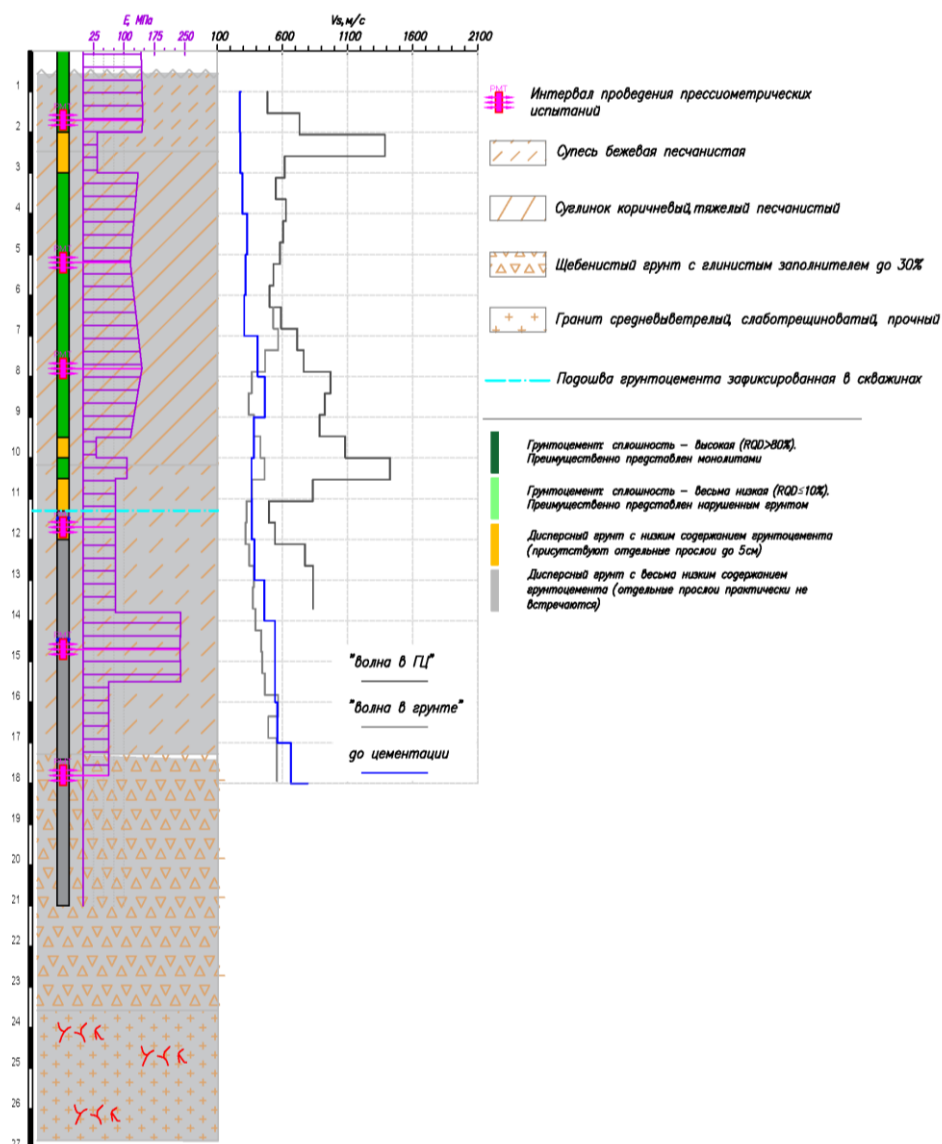 E, МПа
25 100 175 250
Vs,м/с
100 600 1100 1600 2100
1
2
3
4
5
6
7
8
9
10
11
12
13
14
15
16
17
18
19
20
21
22
23
24
25
26
27
"волна в ГЦ"
"волна в грунте"
до цементации
PMT
Интервал проведения прессиометрических
испытаний
Супесь бежевая песчанистая
Суглинок коричневый,тяжелый песчанистый
Щебенистый грунт с глинистым заполнителем до 30%
Гранит средневыветрелый, слаботрещиноватый, прочный
Подошва грунтоцемента зафиксированная в скважинах
Грунтоцемент: сплошность – высокая (RQD>80%).
Преимущественно представлен монолитами
Грунтоцемент: сплошность – весьма низкая (RQD≤10%).
Преимущественно представлен нарушенным грунтом
Дисперсный грунт с низким содержанием грунтоцемента
(присутствуют отдельные прослои до 5см)
Дисперсный грунт с весьма низким содержанием
грунтоцемента (отдельные прослои практически не
встречаются)